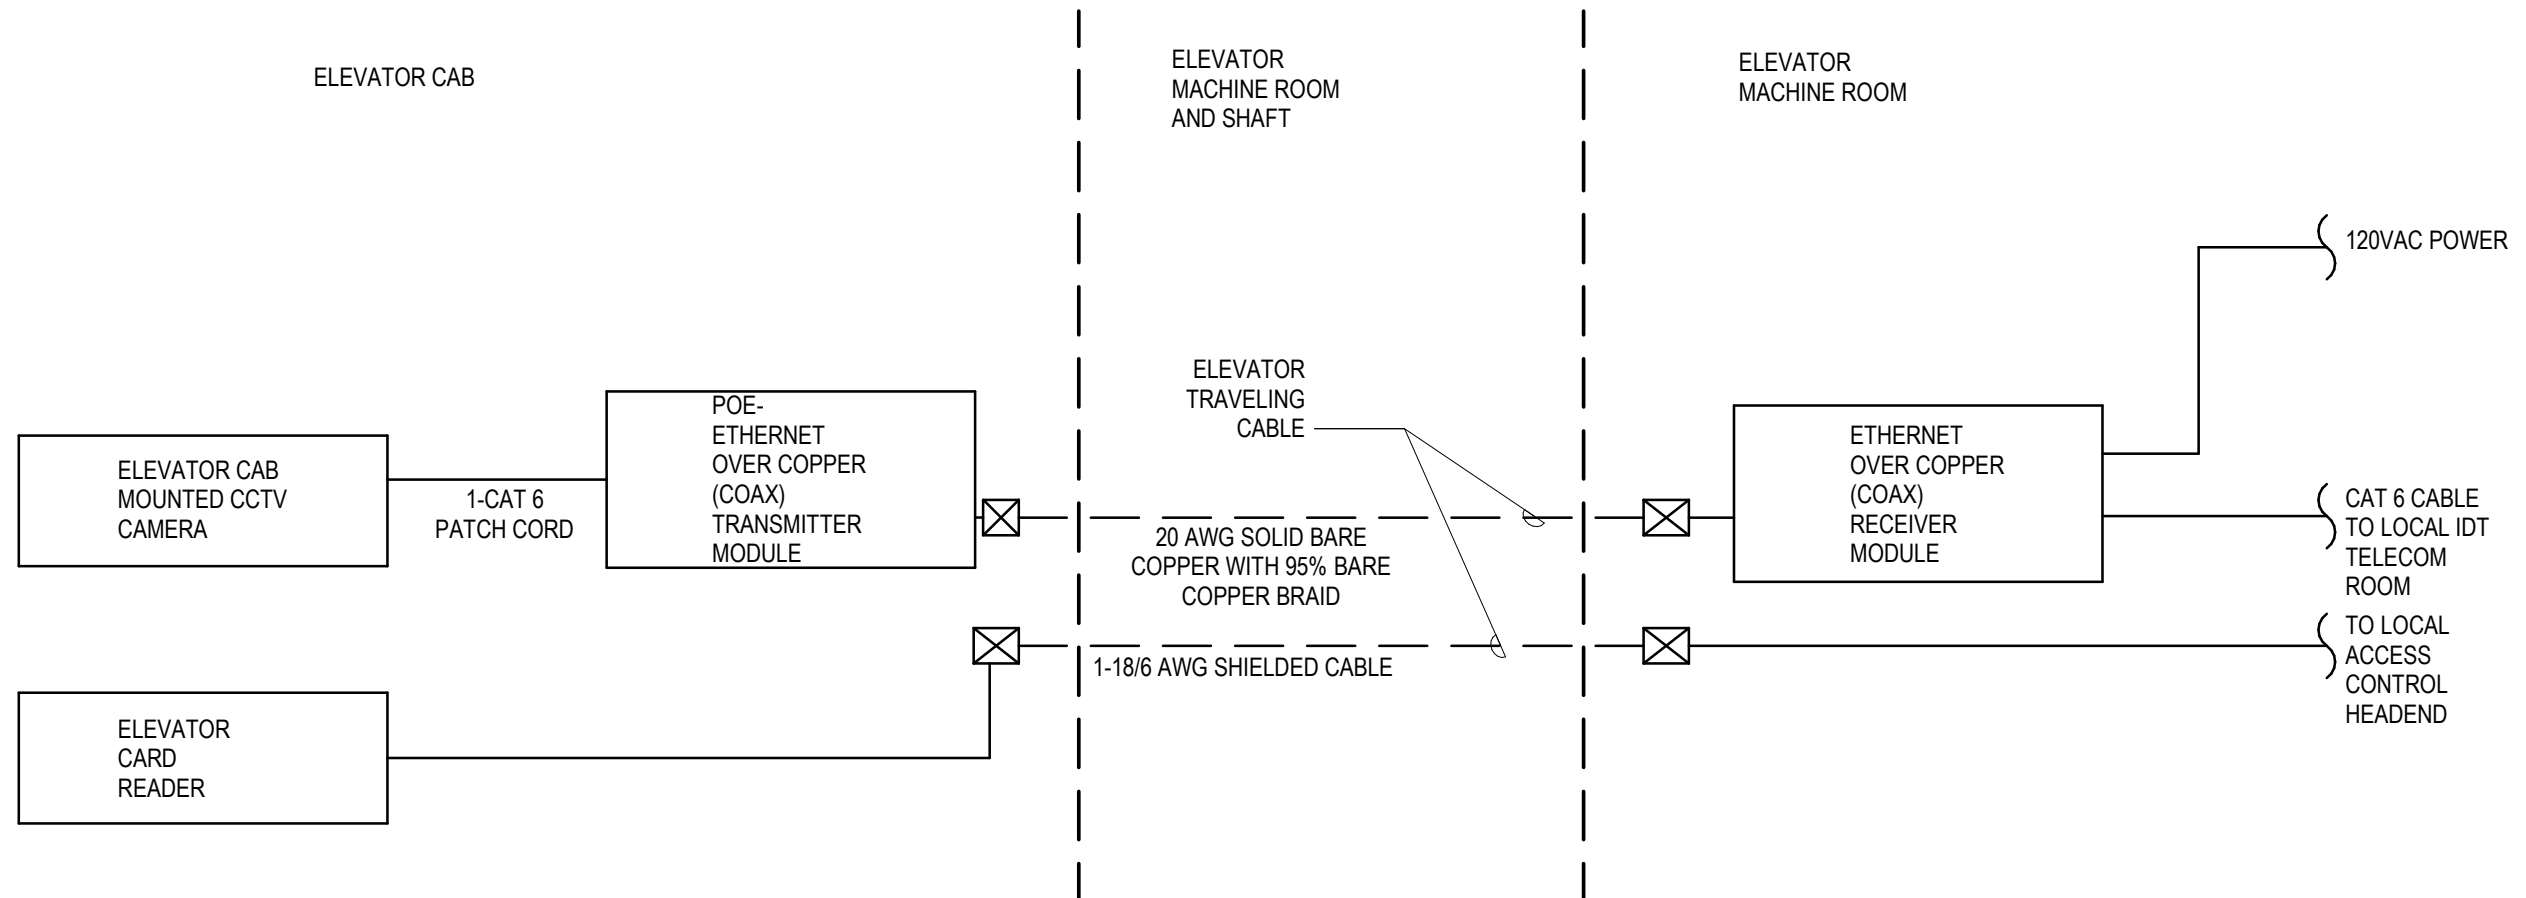 ELEVATOR CAB
ELEVATOR
MACHINE ROOM
AND SHAFT
ELEVATOR
MACHINE ROOM
120VAC POWER
ELEVATOR
TRAVELING
CABLE
ELEVATOR CAB
MOUNTED CCTV
CAMERA
1-CAT 6
PATCH CORD
POE-
ETHERNET
OVER COPPER
(COAX)
TRANSMITTER
MODULE
20 AWG SOLID BARE
COPPER WITH 95% BARE
COPPER BRAID
ETHERNET
OVER COPPER
(COAX)
RECEIVER
MODULE
CAT 6 CABLE
TO LOCAL IDT
TELECOM
ROOM
1-18/6 AWG SHIELDED CABLE
TO LOCAL
ACCESS
CONTROL
HEADEND
ELEVATOR
CARD
READER